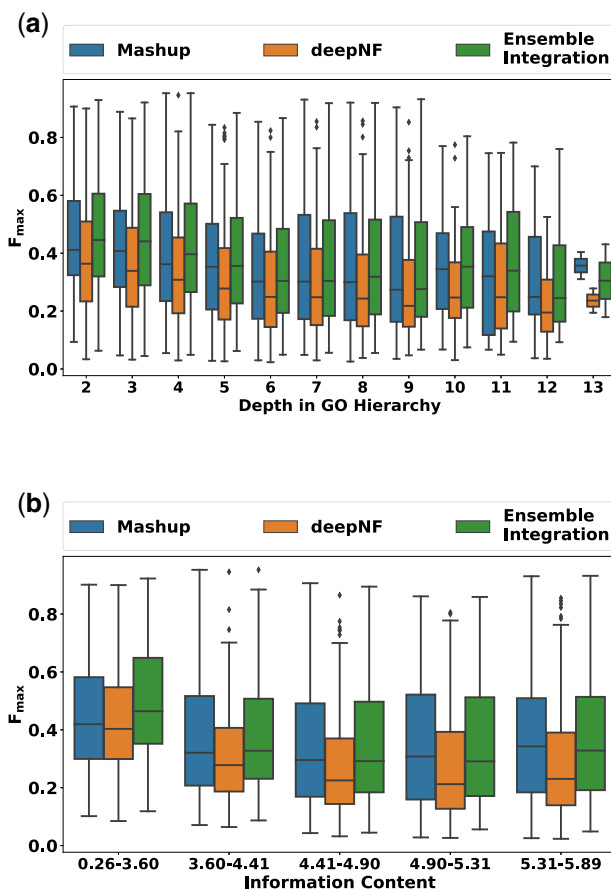 (a)
Mashup deepNF Ensemble Integration
F_max
0.8
0.6
0.4
0.2
0.0
2 3 4 5 6 7 8 9 10 11 12 13
Depth in GO Hierarchy
(b)
Mashup deepNF Ensemble Integration
F_max
0.8
0.6
0.4
0.2
0.0
0.26-3.60 3.60-4.41 4.41-4.90 4.90-5.31 5.31-5.89
Information Content